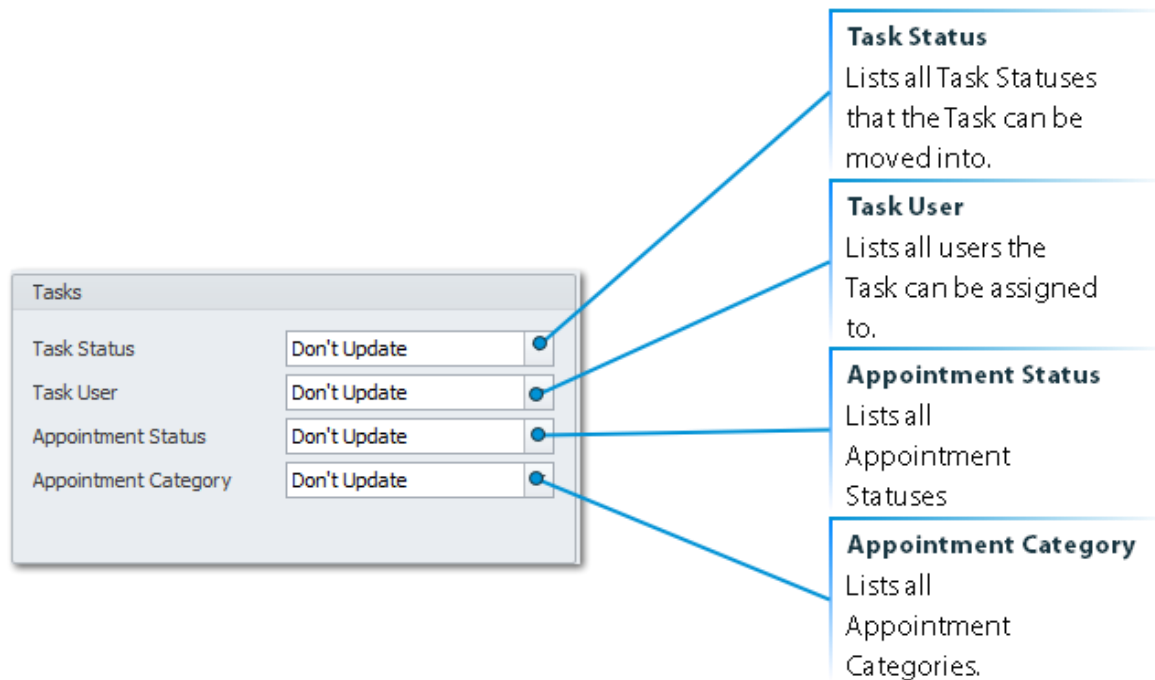 Task Status
Lists all Task Statuses
that the Task can be
moved into.
Task User
Lists all users the
Task can be assigned
to.
Appointment Status
Lists all
Appointment
Statuses
Appointment Category
Lists all
Appointment
Categories.
Tasks
Task Status Don't Update
Task User Don't Update
Appointment Status Don't Update
Appointment Category Don't Update